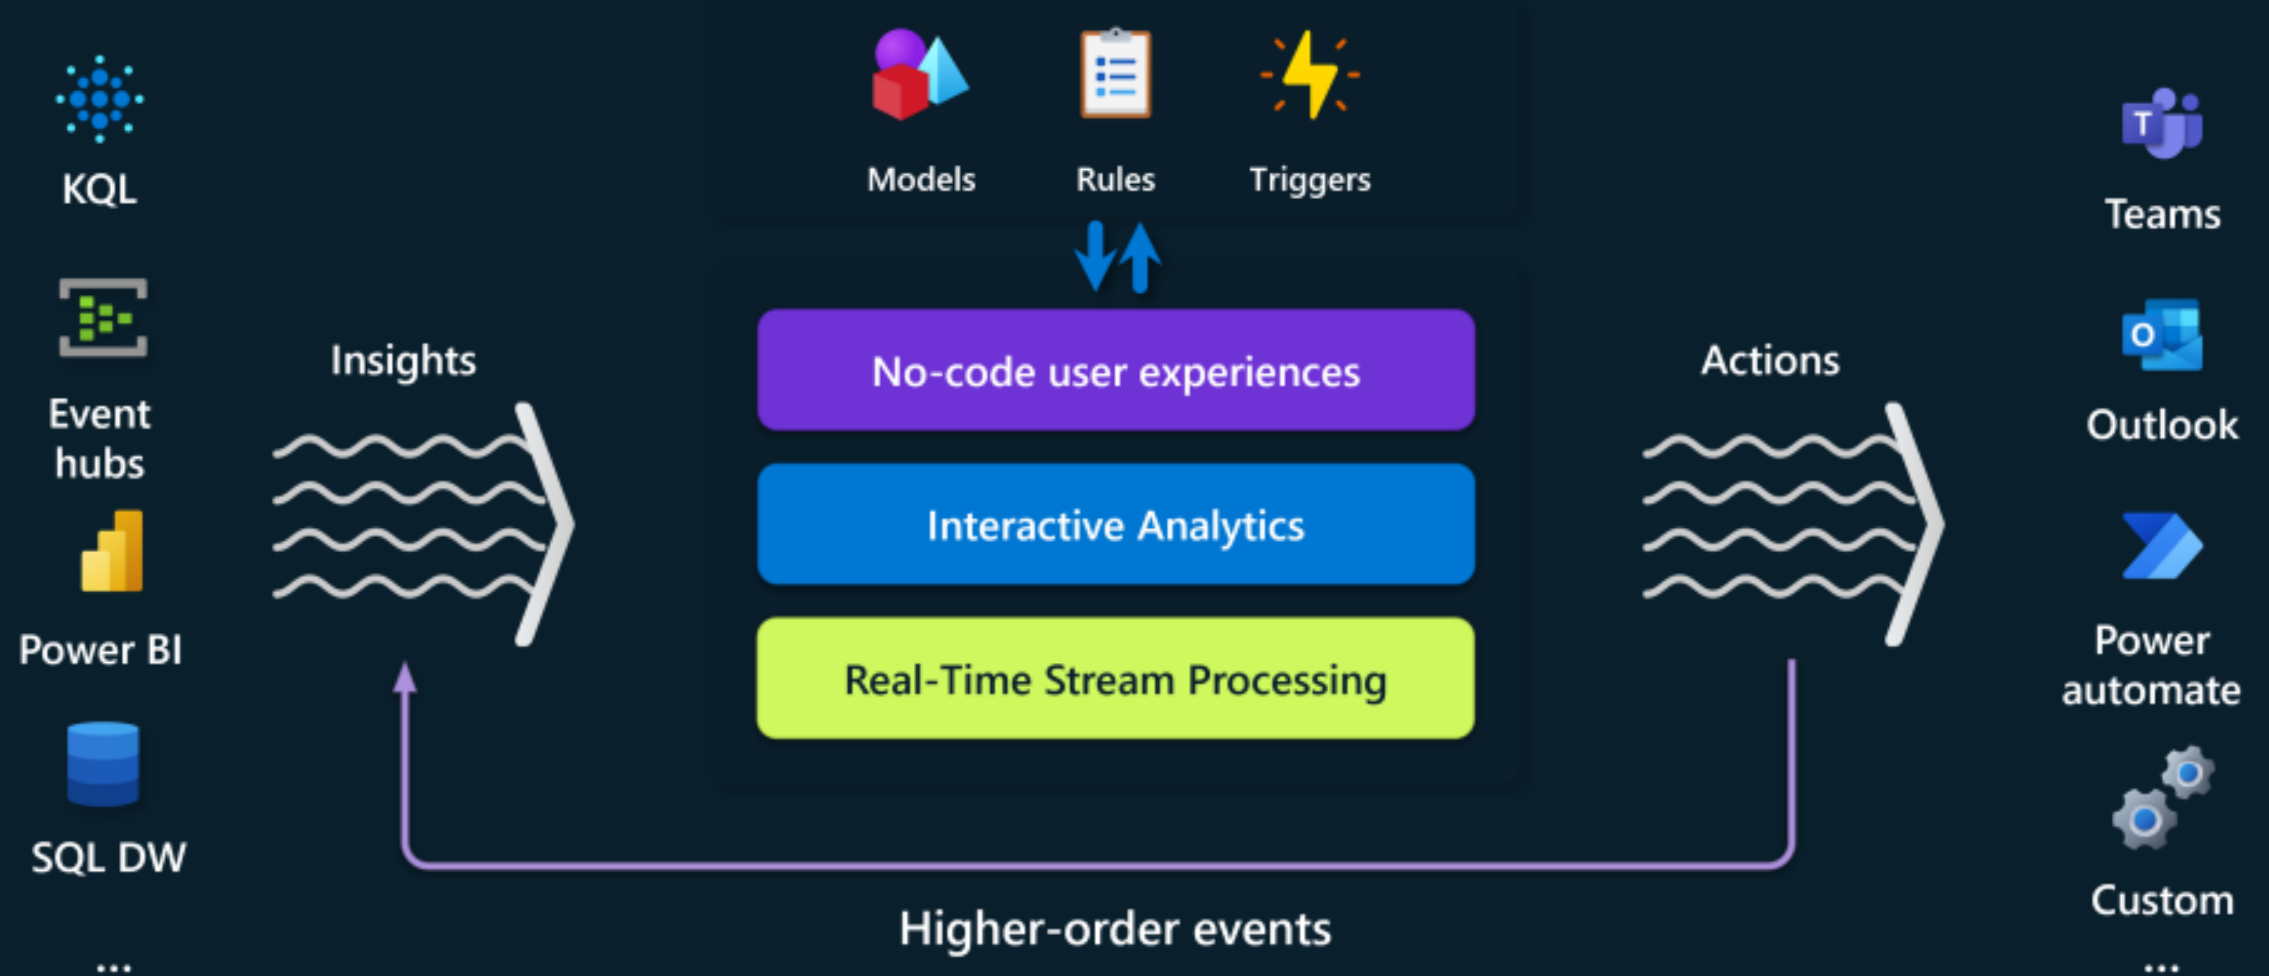 KQL
Event
hubs
Power BI
SQL DW
...
Insights
Models
Rules
Triggers
No-code user experiences
Interactive Analytics
Real-Time Stream Processing
Higher-order events
Actions
T
Teams
O
Outlook
Power
automate
Custom
...